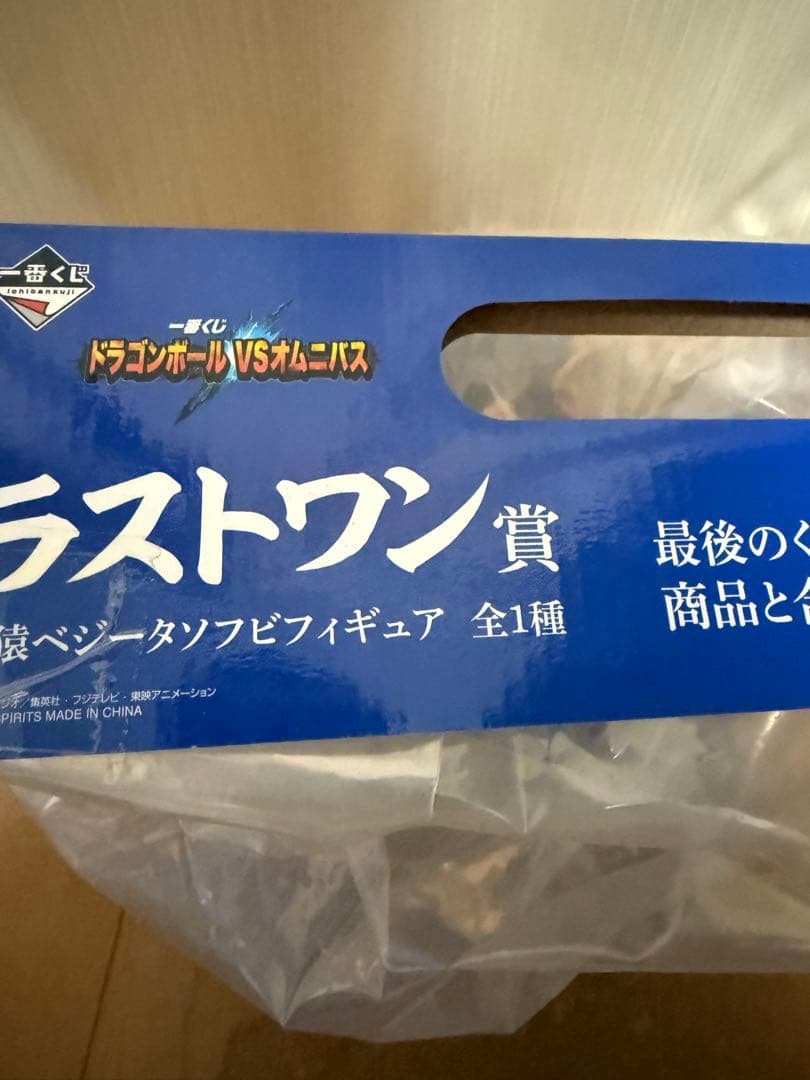 一番くじ
Ichibankuji
一番くじ
ドラゴンボール VSオムニバス
ラストワン賞
猿ベジータソフビフィギュア 全1種
最後のく
商品と合
ジオ/集英社・フジテレビ・東映アニメーション
SPIRITS MADE IN CHINA